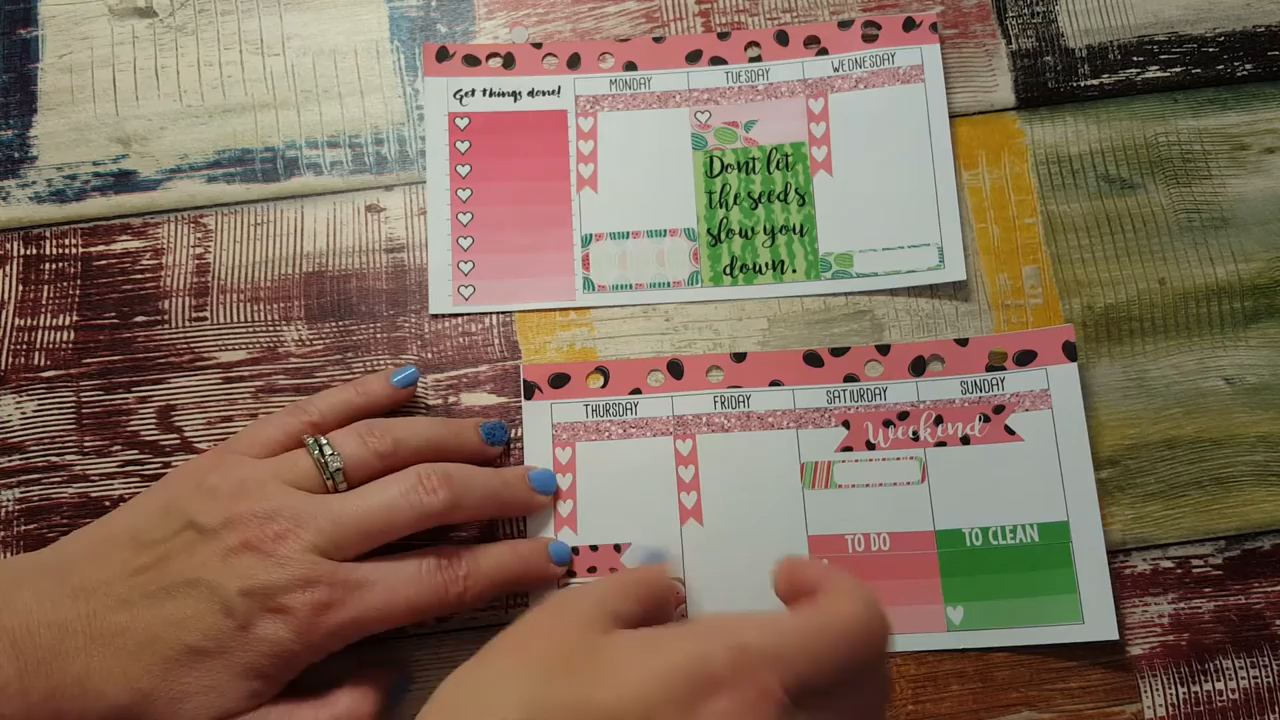 Get things done!
MONDAY
TUESDAY
WEDNESDAY
Dont let
the seeds
slow you
down.
THURSDAY
FRIDAY
SATURDAY
SUNDAY
Weekend
TO DO
TO CLEAN